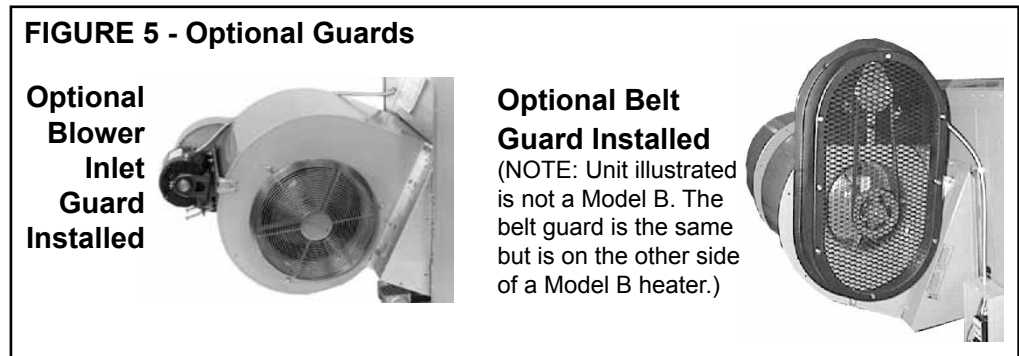 FIGURE 5 - Optional Guards
Optional
Blower
Inlet
Guard
Installed
Optional Belt
Guard Installed
(NOTE: Unit illustrated
is not a Model B. The
belt guard is the same
but is on the other side
of a Model B heater.)